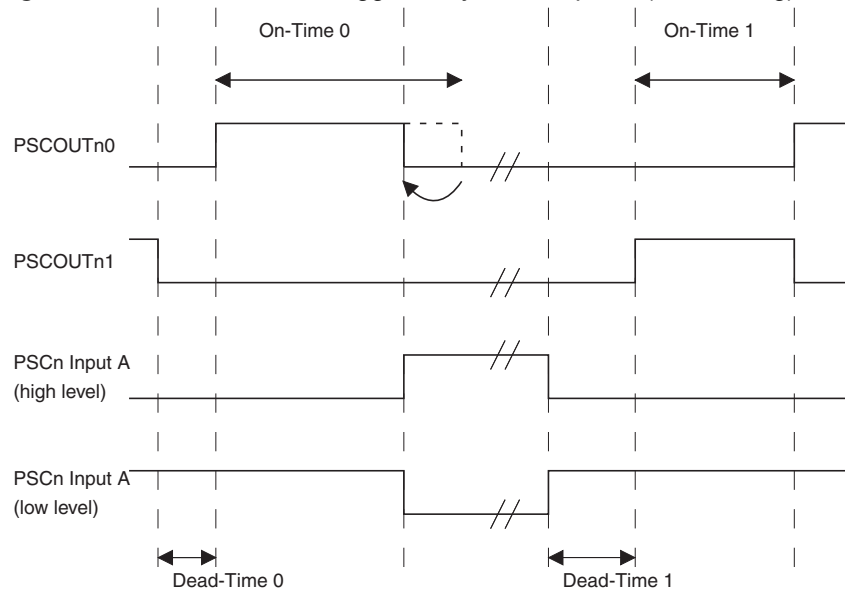 On-Time 0
On-Time 1
PSCOUTn0
PSCOUTn1
PSCn Input A
(high level)
PSCn Input A
(low level)
Dead-Time 0
Dead-Time 1